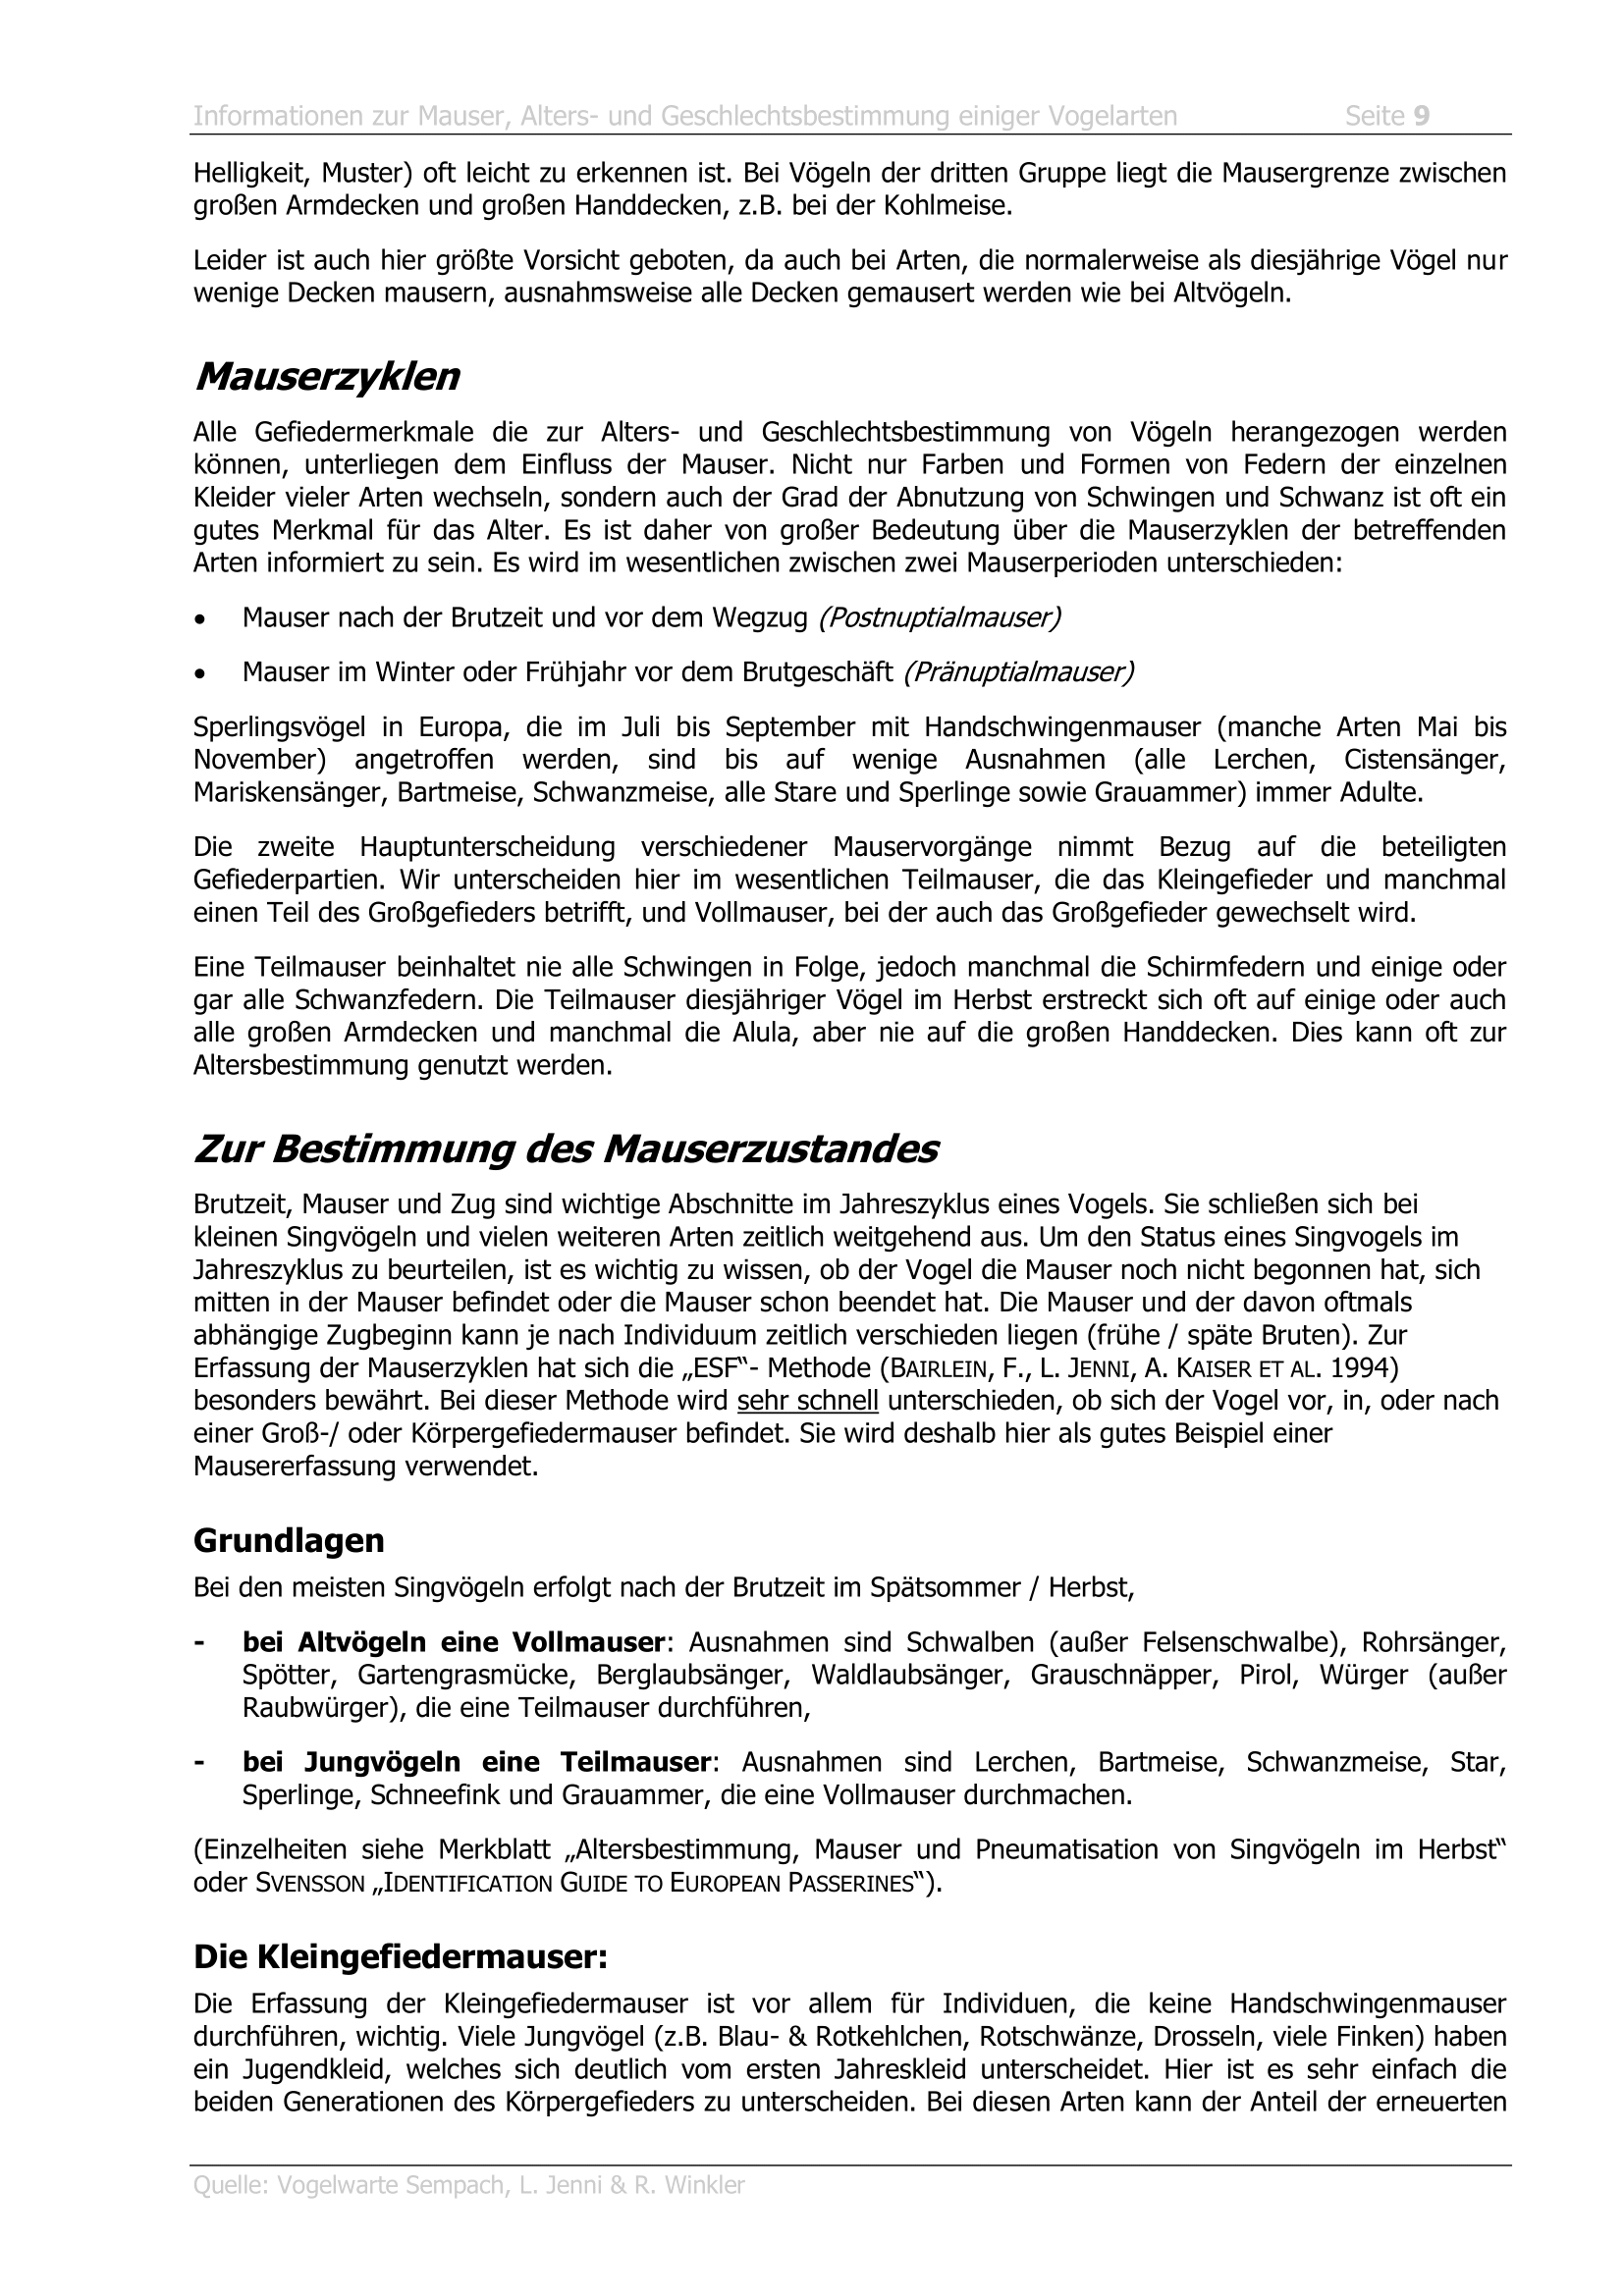 Informationen zur Mauser, Alters- und Geschlechtsbestimmung einiger Vogelarten Seite 9
Helligkeit, Muster) oft leicht zu erkennen ist. Bei Vögeln der dritten Gruppe liegt die Mausergrenze zwischen
großen Armdecken und großen Handdecken, z.B. bei der Kohlmeise.
Leider ist auch hier größte Vorsicht geboten, da auch bei Arten, die normalerweise als diesjährige Vögel nur
wenige Decken mausern, ausnahmsweise alle Decken gemausert werden wie bei Altvögeln.
Mauserzyklen
Alle Gefiedermerkmale die zur Alters- und Geschlechtsbestimmung von Vögeln herangezogen werden
können, unterliegen dem Einfluss der Mauser. Nicht nur Farben und Formen von Federn der einzelnen
Kleider vieler Arten wechseln, sondern auch der Grad der Abnutzung von Schwingen und Schwanz ist oft ein
gutes Merkmal für das Alter. Es ist daher von großer Bedeutung über die Mauserzyklen der betreffenden
Arten informiert zu sein. Es wird im wesentlichen zwischen zwei Mauserperioden unterschieden:
• Mauser nach der Brutzeit und vor dem Wegzug (Postnuptialmauser)
• Mauser im Winter oder Frühjahr vor dem Brutgeschäft (Pränuptialmauser)
Sperlingsvögel in Europa, die im Juli bis September mit Handschwingenmauser (manche Arten Mai bis
November) angetroffen werden, sind bis auf wenige Ausnahmen (alle Lerchen, Cistensänger,
Mariskensänger, Bartmeise, Schwanzmeise, alle Stare und Sperlinge sowie Grauammer) immer Adulte.
Die zweite Hauptunterscheidung verschiedener Mauservorgänge nimmt Bezug auf die beteiligten
Gefiederpartien. Wir unterscheiden hier im wesentlichen Teilmauser, die das Kleingefieder und manchmal
einen Teil des Großgefieders betrifft, und Vollmauser, bei der auch das Großgefieder gewechselt wird.
Eine Teilmauser beinhaltet nie alle Schwingen in Folge, jedoch manchmal die Schirmfedern und einige oder
gar alle Schwanzfedern. Die Teilmauser diesjähriger Vögel im Herbst erstreckt sich oft auf einige oder auch
alle großen Armdecken und manchmal die Alula, aber nie auf die großen Handdecken. Dies kann oft zur
Altersbestimmung genutzt werden.
Zur Bestimmung des Mauserzustandes
Brutzeit, Mauser und Zug sind wichtige Abschnitte im Jahreszyklus eines Vogels. Sie schließen sich bei
kleinen Singvögeln und vielen weiteren Arten zeitlich weitgehend aus. Um den Status eines Singvogels im
Jahreszyklus zu beurteilen, ist es wichtig zu wissen, ob der Vogel die Mauser noch nicht begonnen hat, sich
mitten in der Mauser befindet oder die Mauser schon beendet hat. Die Mauser und der davon oftmals
abhängige Zugbeginn kann je nach Individuum zeitlich verschieden liegen (frühe / späte Bruten). Zur
Erfassung der Mauserzyklen hat sich die „ESF“- Methode (BAIRLEIN, F., L. JENNI, A. KAISER ET AL. 1994)
besonders bewährt. Bei dieser Methode wird sehr schnell unterschieden, ob sich der Vogel vor, in, oder nach
einer Groß-/ oder Körpergefiedermauser befindet. Sie wird deshalb hier als gutes Beispiel einer
Mausererfassung verwendet.
Grundlagen
Bei den meisten Singvögeln erfolgt nach der Brutzeit im Spätsommer / Herbst,
- bei Altvögeln eine Vollmauser: Ausnahmen sind Schwalben (außer Felsenschwalbe), Rohrsänger,
Spötter, Gartengrasmücke, Berglaubsänger, Waldlaubsänger, Grauschnäpper, Pirol, Würger (außer
Raubwürger), die eine Teilmauser durchführen,
- bei Jungvögeln eine Teilmauser: Ausnahmen sind Lerchen, Bartmeise, Schwanzmeise, Star,
Sperlinge, Schneefink und Grauammer, die eine Vollmauser durchmachen.
(Einzelheiten siehe Merkblatt „Altersbestimmung, Mauser und Pneumatisation von Singvögeln im Herbst“
oder SVENSSON „IDENTIFICATION GUIDE TO EUROPEAN PASSERINES“).
Die Kleingefiedermauser:
Die Erfassung der Kleingefiedermauser ist vor allem für Individuen, die keine Handschwingenmauser
durchführen, wichtig. Viele Jungvögel (z.B. Blau- & Rotkehlchen, Rotschwänze, Drosseln, viele Finken) haben
ein Jugendkleid, welches sich deutlich vom ersten Jahreskleid unterscheidet. Hier ist es sehr einfach die
beiden Generationen des Körpergefieders zu unterscheiden. Bei diesen Arten kann der Anteil der erneuerten
Quelle: Vogelwarte Sempach, L. Jenni & R. Winkler